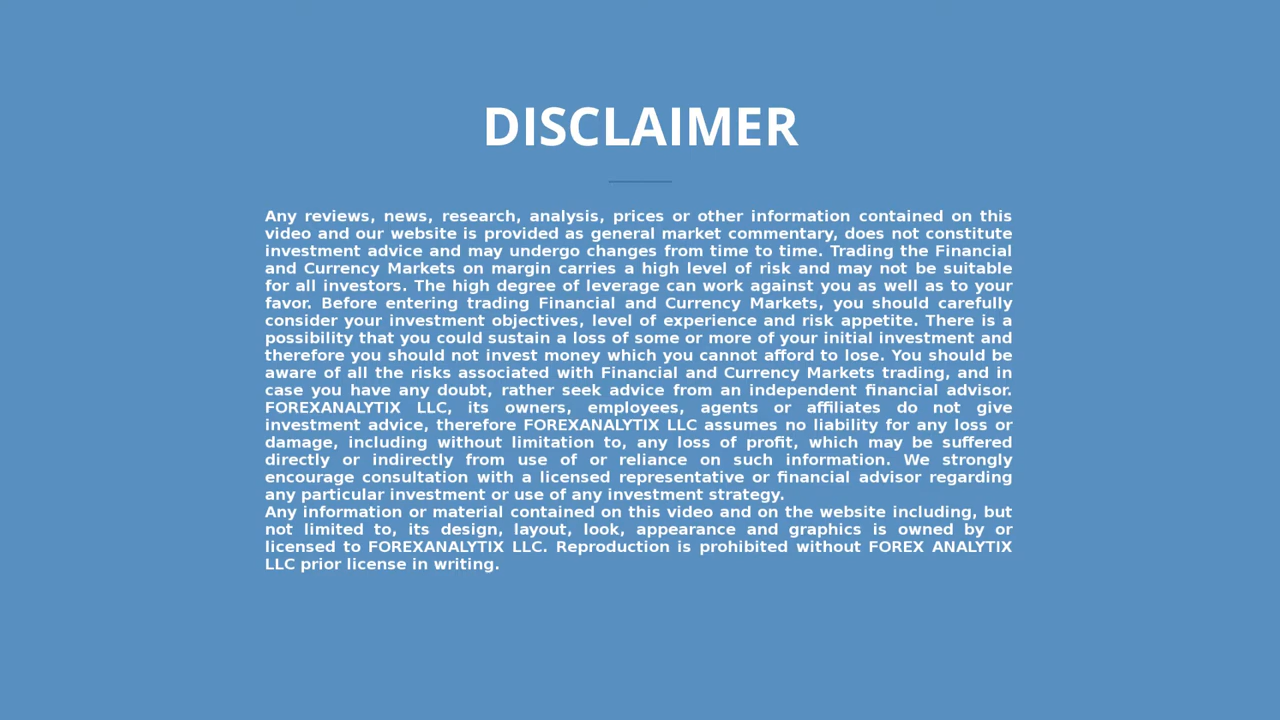 DISCLAIMER
Any reviews, news, research, analysis, prices or other information contained on this
video and our website is provided as general market commentary, does not constitute
investment advice and may undergo changes from time to time. Trading the Financial
and Currency Markets on margin carries a high level of risk and may not be suitable
for all investors. The high degree of leverage can work against you as well as to your
favor. Before entering trading Financial and Currency Markets, you should carefully
consider your investment objectives, level of experience and risk appetite. There is a
possibility that you could sustain a loss of some or more of your initial investment and
therefore you should not invest money which you cannot afford to lose. You should be
aware of all the risks associated with Financial and Currency Markets trading, and in
case you have any doubt, rather seek advice from an independent financial advisor.
FOREXANALYTIX LLC, its owners, employees, agents or affiliates do not give
investment advice, therefore FOREXANALYTIX LLC assumes no liability for any loss or
damage, including without limitation to, any loss of profit, which may be suffered
directly or indirectly from use of or reliance on such information. We strongly
encourage consultation with a licensed representative or financial advisor regarding
any particular investment or use of any investment strategy.
Any information or material contained on this video and on the website including, but
not limited to, its design, layout, look, appearance and graphics is owned by or
licensed to FOREXANALYTIX LLC. Reproduction is prohibited without FOREX ANALYTIX
LLC prior license in writing.